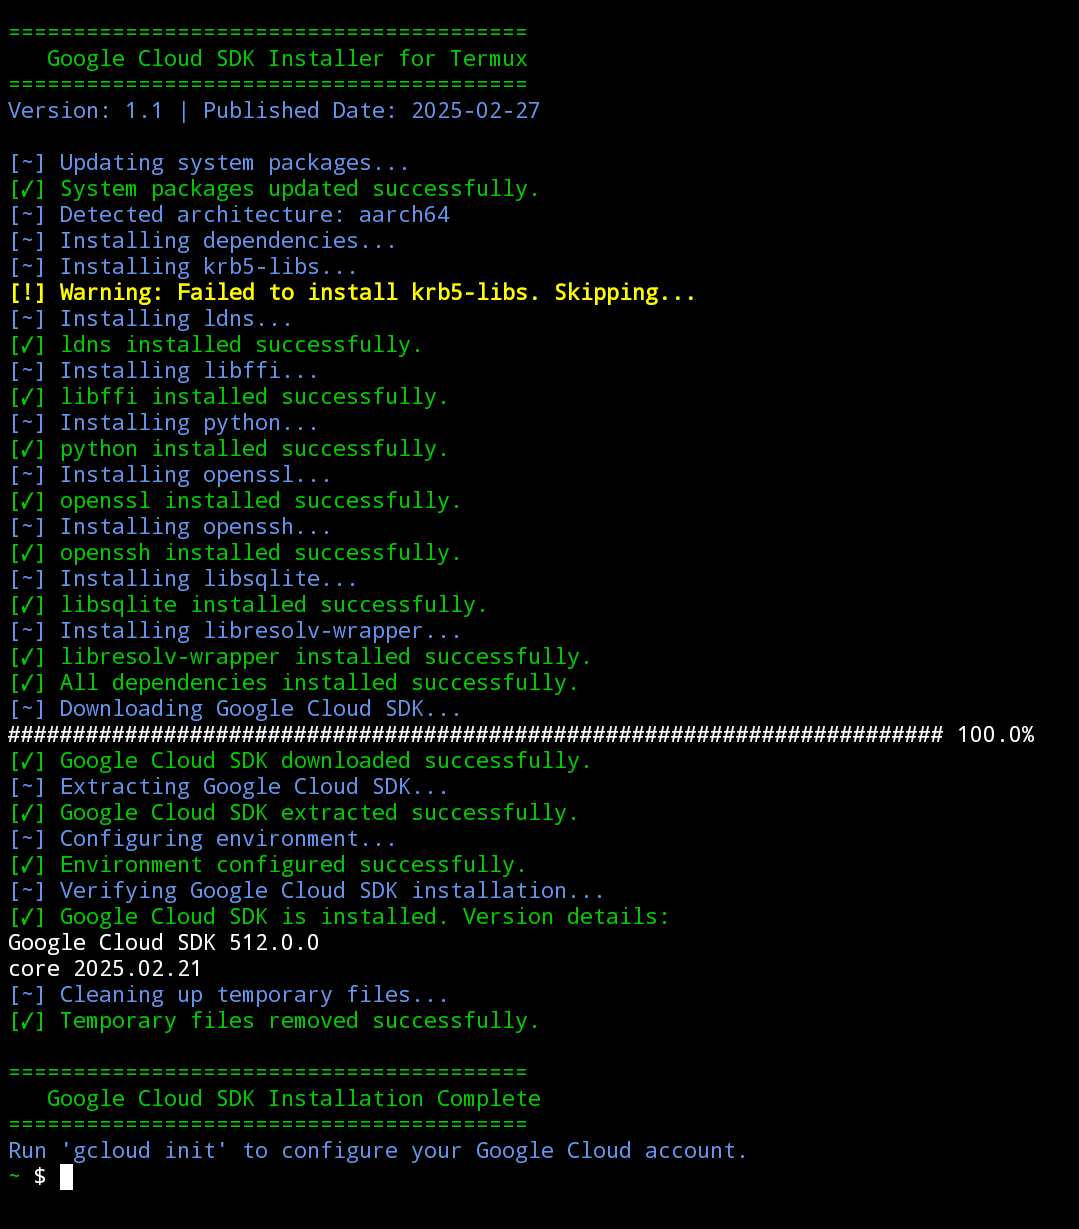 ========================================
   Google Cloud SDK Installer for Termux
========================================
Version: 1.1 | Published Date: 2025-02-27

[~] Updating system packages...
[✓] System packages updated successfully.
[~] Detected architecture: aarch64
[~] Installing dependencies...
[~] Installing krb5-libs...
[!] Warning: Failed to install krb5-libs. Skipping...
[~] Installing ldns...
[✓] ldns installed successfully.
[~] Installing libffi...
[✓] libffi installed successfully.
[~] Installing python...
[✓] python installed successfully.
[~] Installing openssl...
[✓] openssl installed successfully.
[~] Installing openssh...
[✓] openssh installed successfully.
[~] Installing libsqlite...
[✓] libsqlite installed successfully.
[~] Installing libresolv-wrapper...
[✓] libresolv-wrapper installed successfully.
[✓] All dependencies installed successfully.
[~] Downloading Google Cloud SDK...
######################################################################## 100.0%
[✓] Google Cloud SDK downloaded successfully.
[~] Extracting Google Cloud SDK...
[✓] Google Cloud SDK extracted successfully.
[~] Configuring environment...
[✓] Environment configured successfully.
[~] Verifying Google Cloud SDK installation...
[✓] Google Cloud SDK is installed. Version details:
Google Cloud SDK 512.0.0
core 2025.02.21
[~] Cleaning up temporary files...
[✓] Temporary files removed successfully.

========================================
   Google Cloud SDK Installation Complete
========================================
Run 'gcloud init' to configure your Google Cloud account.
~ $